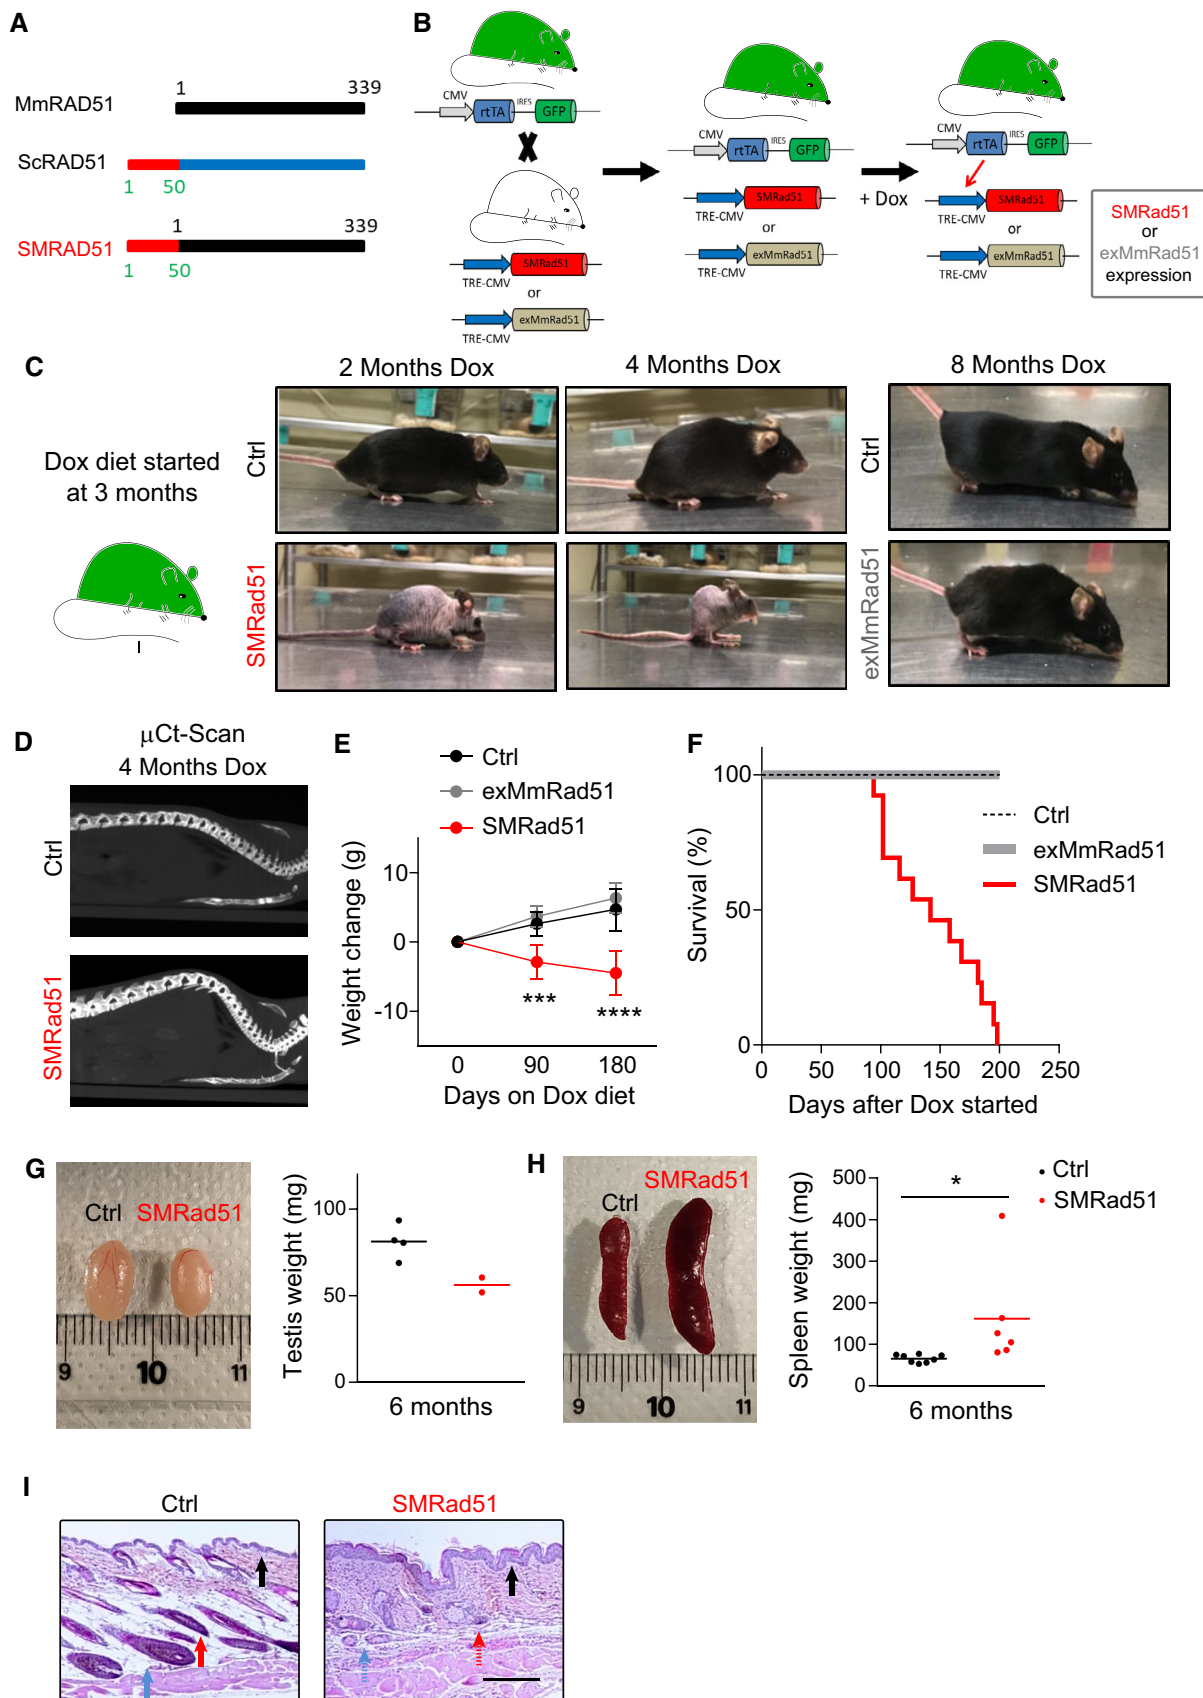 A
1 339
MmRAD51
ScRAD51
1 50
1 339
SMRAD51
1 50
B
CMV rtTA IRES GFP
TRE-CMV SMRad51
or
TRE-CMV exMmRad51
CMV rtTA IRES GFP
TRE-CMV SMRad51
or
TRE-CMV exMmRad51
+ Dox
CMV rtTA IRES GFP
TRE-CMV SMRad51
or
TRE-CMV exMmRad51
SMRad51
or
exMmRad51
expression
C
2 Months Dox 4 Months Dox 8 Months Dox
Dox diet started
at 3 months
Ctrl
Ctrl
SMRad51
exMmRad51
D
μCt-Scan
4 Months Dox
Ctrl
SMRad51
E
Ctrl
exMmRad51
SMRad51
Weight change (g)
10
0
-10
*** ****
0 90 180
Days on Dox diet
F
Survival (%)
100
50
0
Ctrl
exMmRad51
SMRad51
0 50 100 150 200 250
Days after Dox started
G
Ctrl SMRad51
9 10 11
Testis weight (mg)
100
50
0
6 months
H
SMRad51
Ctrl
9 10 11
Spleen weight (mg)
500
400
300
200
100
0
*
Ctrl
SMRad51
6 months
I
Ctrl SMRad51